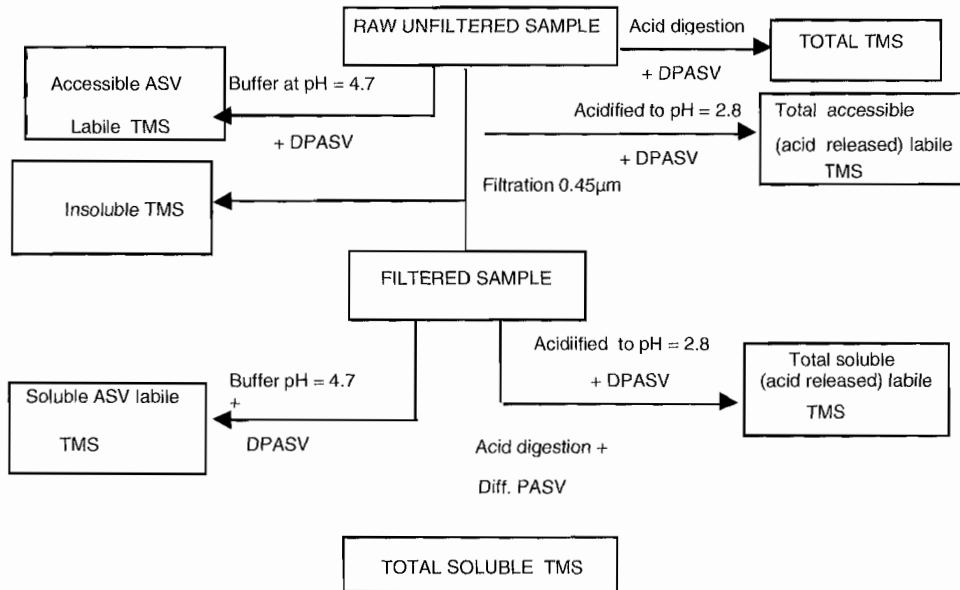 RAW UNFILTERED SAMPLE
Acid digestion
+ DPASV
TOTAL TMS
Accessible ASV
Labile TMS
Buffer at pH = 4.7
+ DPASV
Acidified to pH = 2.8
+ DPASV
Total accessible
(acid released) labile
TMS
Insoluble TMS
Filtration 0.45µm
FILTERED SAMPLE
Soluble ASV labile
TMS
Buffer pH = 4.7
+
DPASV
Acidiified to pH = 2.8
+ DPASV
Total soluble
(acid released) labile
TMS
Acid digestion +
Diff. PASV
TOTAL SOLUBLE TMS